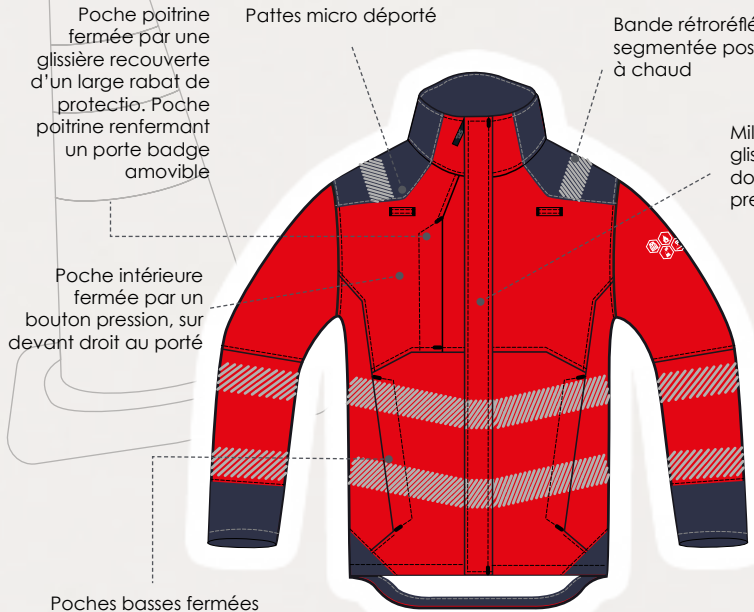 Poche poitrine
fermée par une
glissière recouverte
d'un large rabat de
protectio. Poche
poitrine renfermant
un porte badge
amovible
Pattes micro déporté
Bande
segmentée
à chaud
Poche intérieure
fermée par un
bouton pression, sur
devant droit au porté
Poches basses fermées